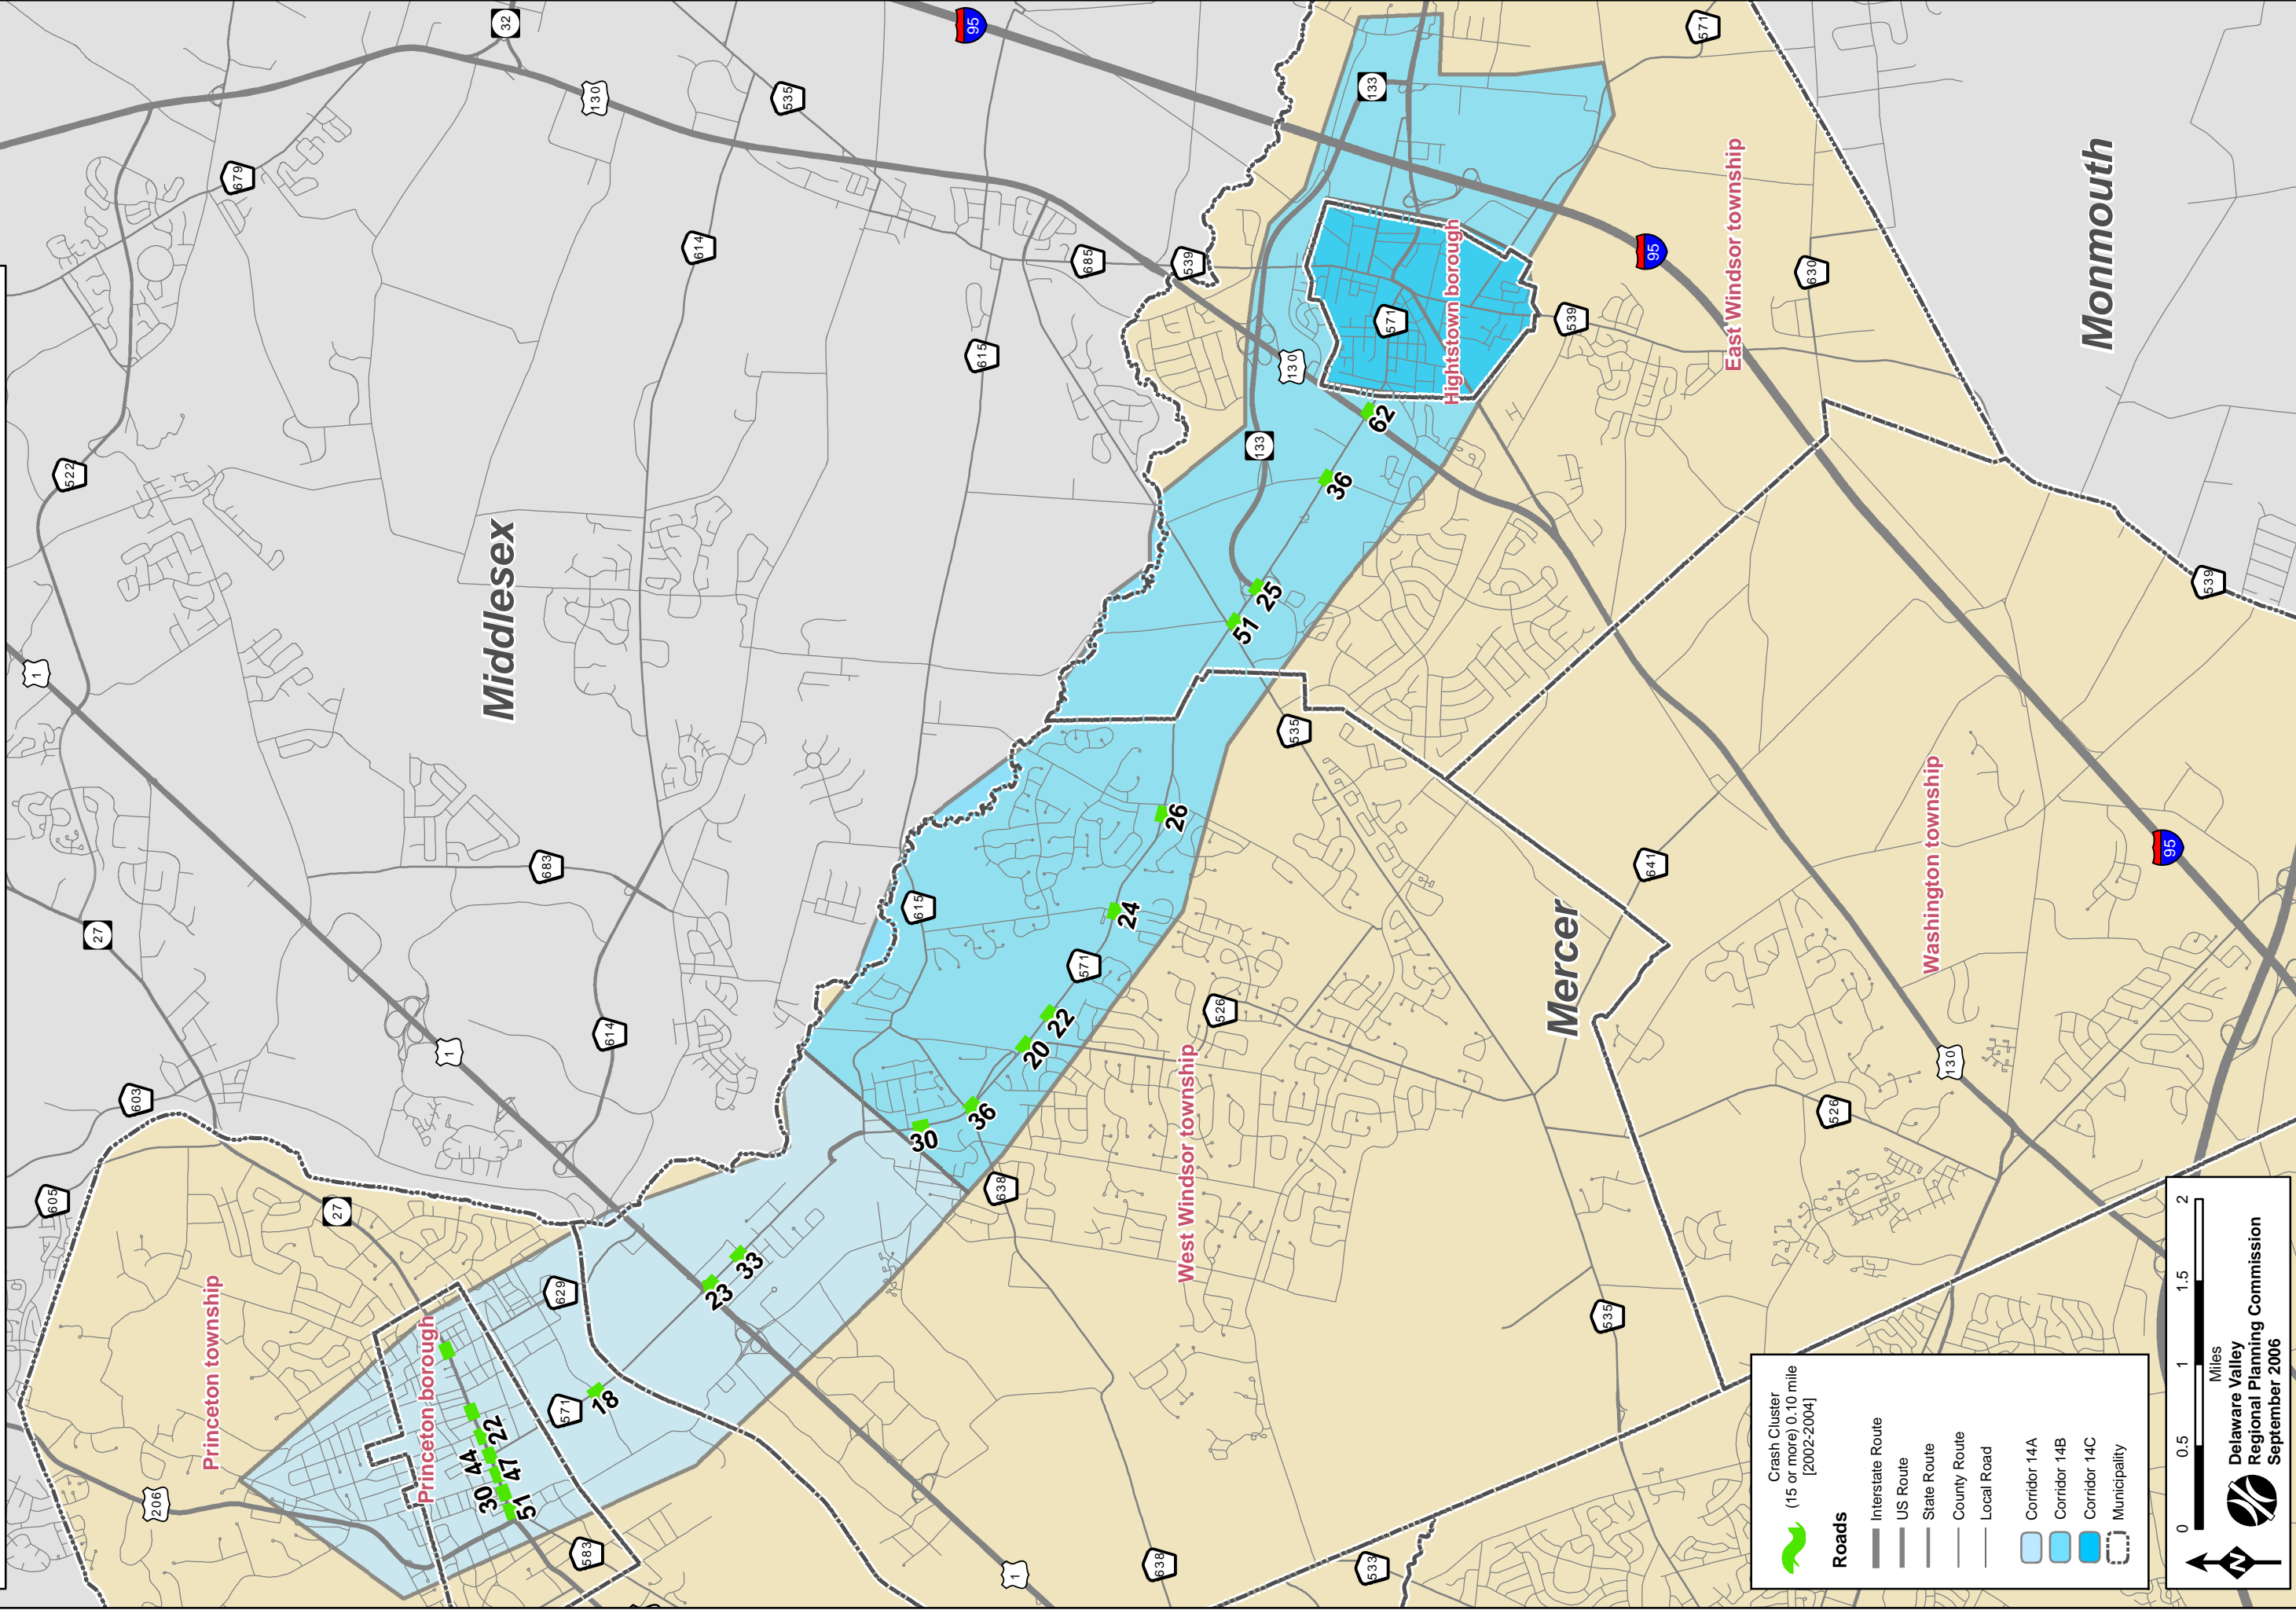 Middlesex
Monmouth
Mercer
Princeton township
Princeton borough
West Windsor township
East Windsor township
Hightstown borough
Washington township
32
130
535
95
679
614
685
539
615
522
1
27
683
603
605
614
1
27
629
206
571
583
1
638
533
638
615
571
526
535
133
130
133
571
539
571
630
95
539
641
95
130
526
535
30
51
44
47
22
18
23
33
30
36
20
22
24
26
51
25
36
62
Crash Cluster
(15 or more) 0.10 mile
[2002-2004]
Roads
Interstate Route
US Route
State Route
County Route
Local Road
Corridor 14A
Corridor 14B
Corridor 14C
Municipality
0 0.5 1 1.5 2
Miles
N
Delaware Valley
Regional Planning Commission
September 2006